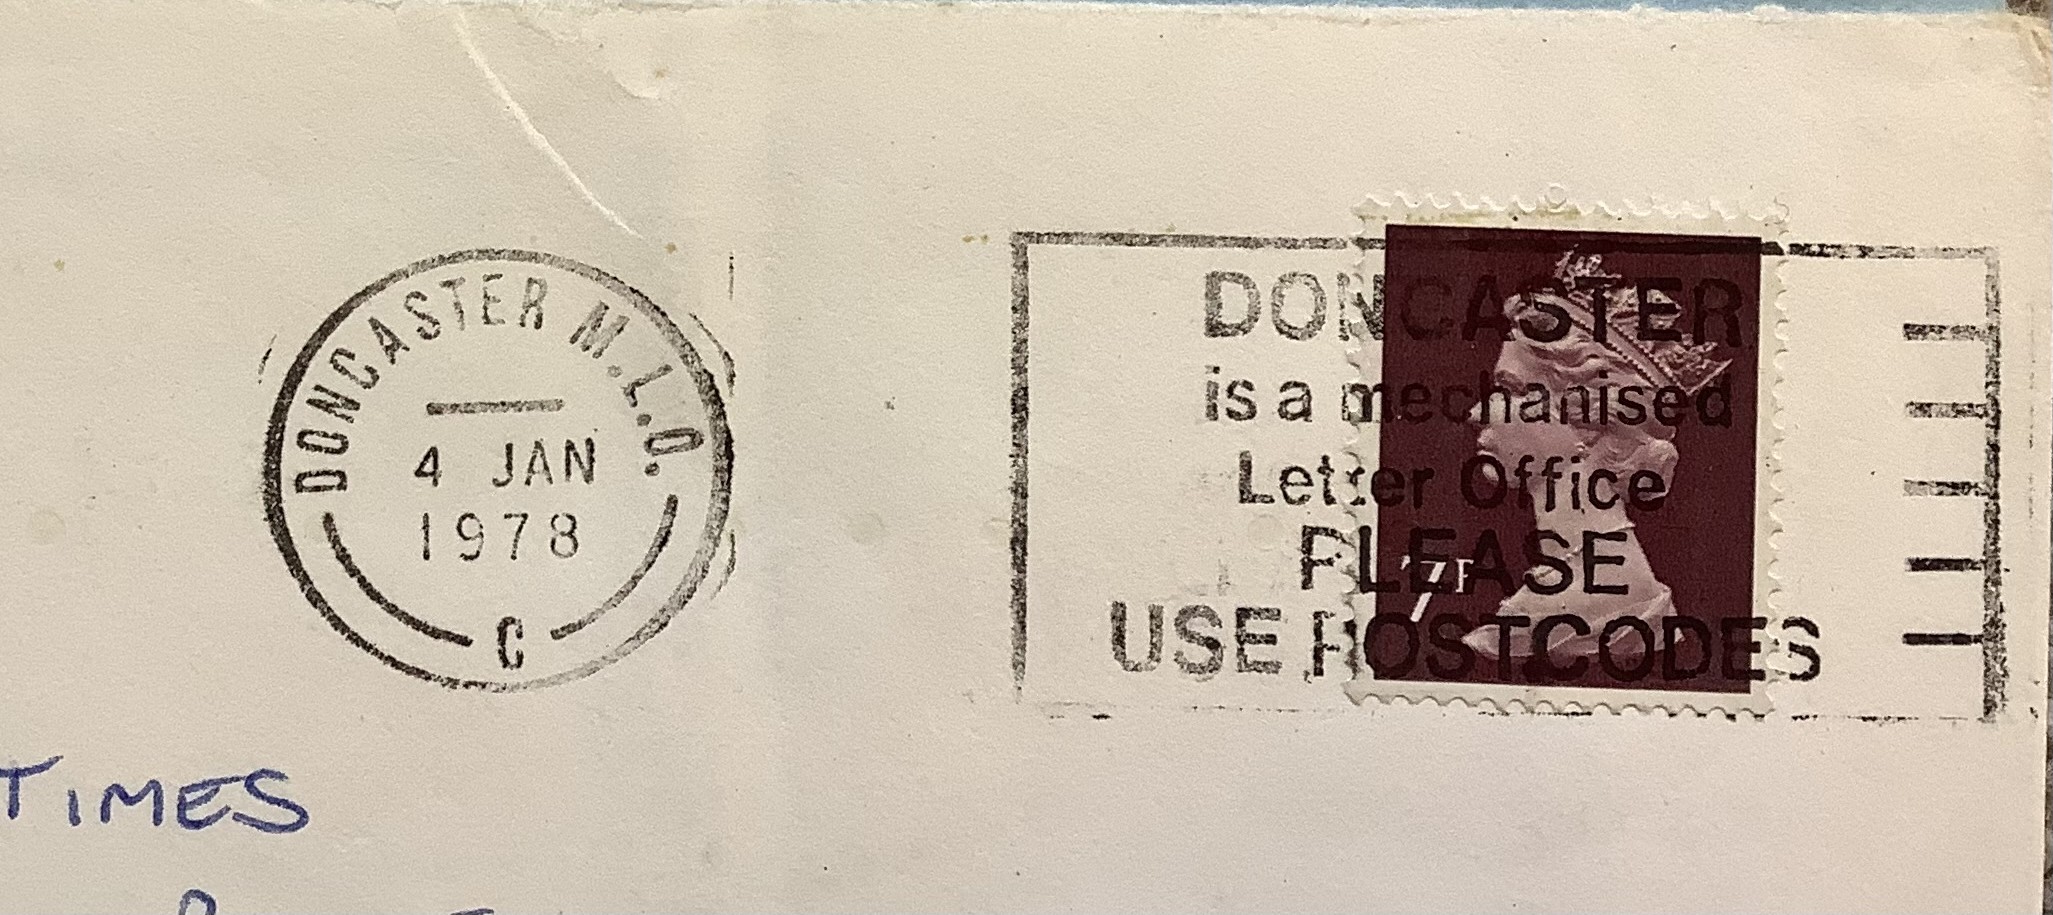 DONCASTER M.L.O.
4 JAN
1978
C
DONCASTER
is a mechanised
Letter Office
PLEASE
USE POSTCODES
7P
TIMES